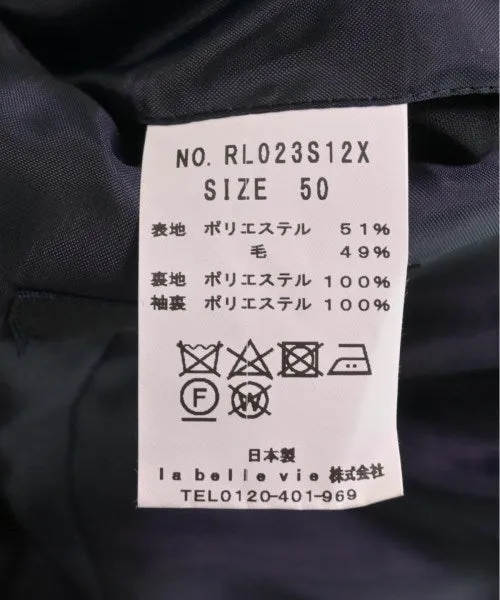 NO. RL023S12X
SIZE 50
表地 ポリエステル 51%
毛 49%
裏地 ポリエステル 100%
袖裏 ポリエステル 100%
F
W
日本製
la belle vie 株式会社
TEL0120-401-969